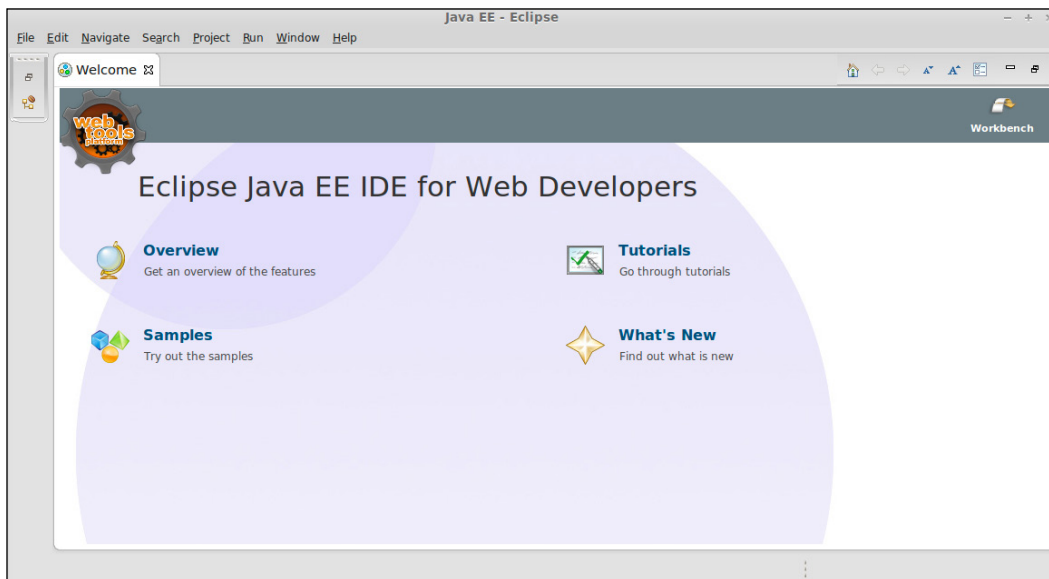 Java EE - Eclipse
File Edit Navigate Search Project Run Window Help
Welcome
web
tools
platform
Workbench
Eclipse Java EE IDE for Web Developers
Overview
Get an overview of the features
Tutorials
Go through tutorials
Samples
Try out the samples
What's New
Find out what is new